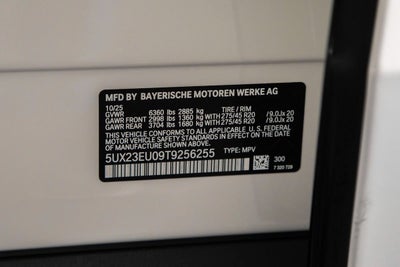 MFD BY BAYERISCHE MOTOREN WERKE AG
10/25
GVWR 6360 lbs 2885 kg TIRE / RIM
GAWR FRONT 2998 lbs 1360 kg WITH 275/45 R20 / 9.0Jx 20
GAWR REAR 3704 lbs 1680 kg WITH 275/45 R20 / 9.0Jx 20
THIS VEHICLE CONFORMS TO ALL APPLICABLE U. S. FEDERAL
MOTOR VEHICLE SAFETY STANDARDS IN EFFECT ON THE DATE
OF MANUFACTURE SHOWN ABOVE.
5UX23EU09T9256255 TYPE: MPV
300
7 320 728